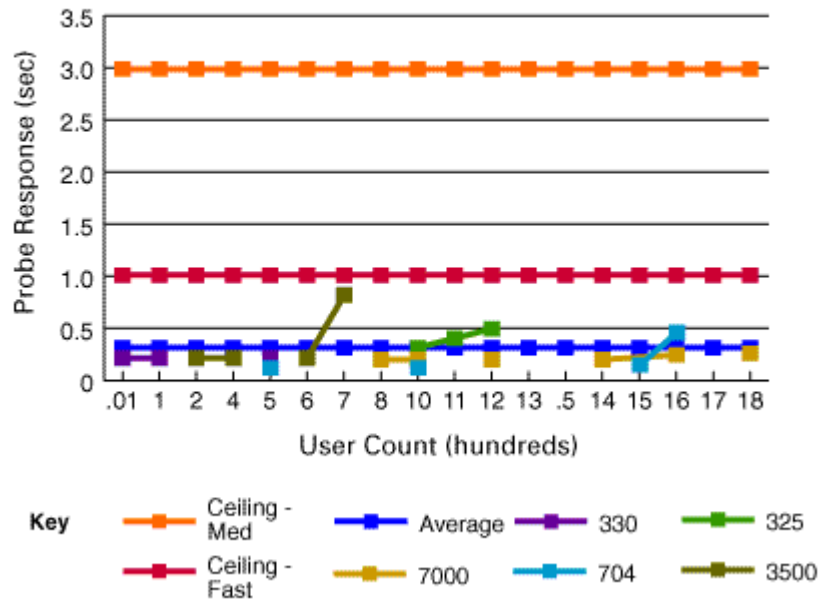 3.5
3.0
2.5
2.0
1.5
1.0
0.5
0
Probe Response (sec)
.01 1 2 4 5 6 7 8 10 11 12 13 .5 14 15 16 17 18
User Count (hundreds)
Key
Ceiling -
Med
Average
330
325
Ceiling -
Fast
7000
704
3500